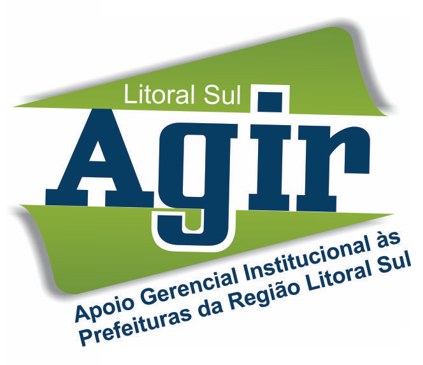 Litoral Sul
Agir
Apoio Gerencial Institucional às
Prefeituras da Região Litoral Sul